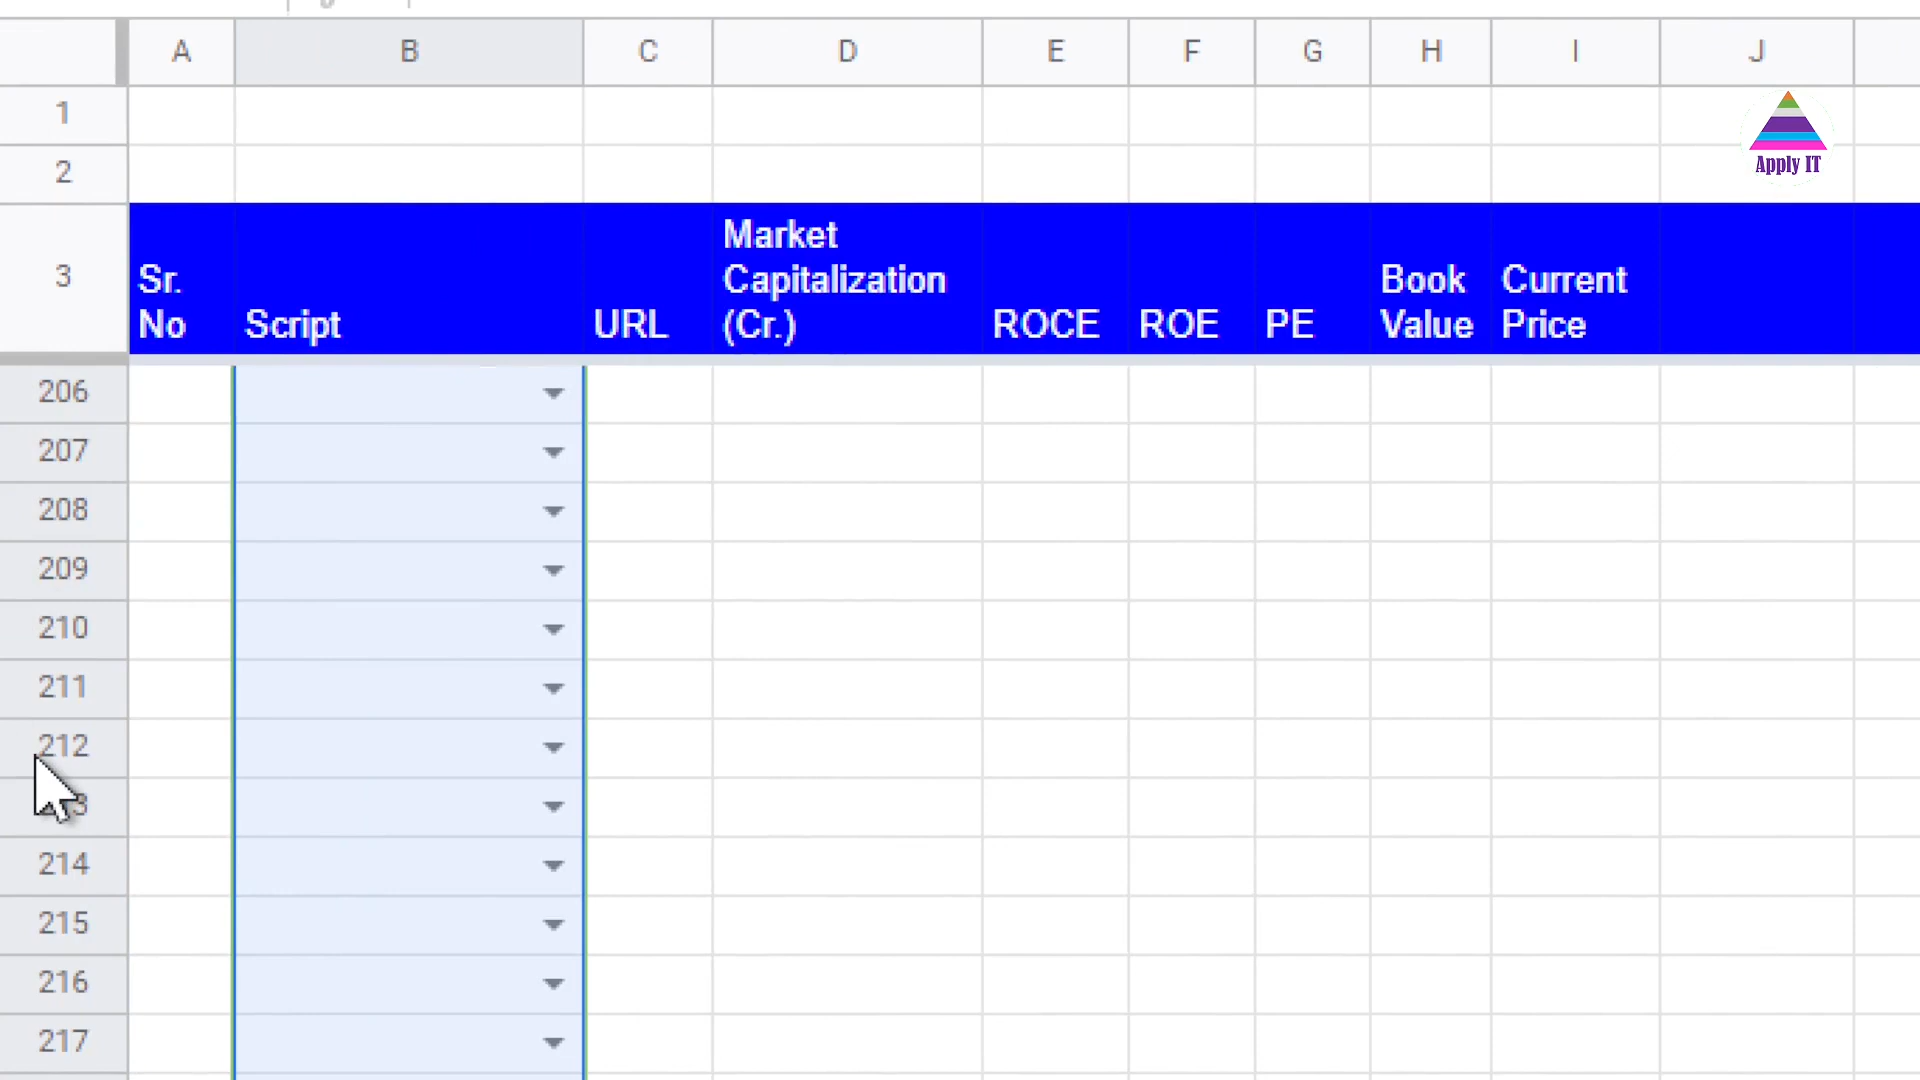 A B C D E F G H I J
1
2
Apply IT
3
Sr. No
Script
URL
Market Capitalization (Cr.)
ROCE
ROE
PE
Book Value
Current Price
206
207
208
209
210
211
212
3
214
215
216
217